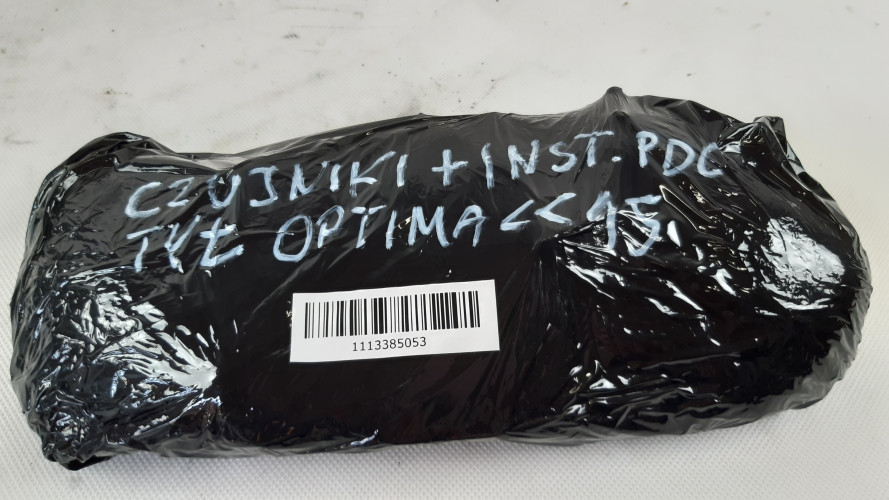 CZUJNIKI + INST. PDC
TYŁ OPTIMA << 15
1113385053